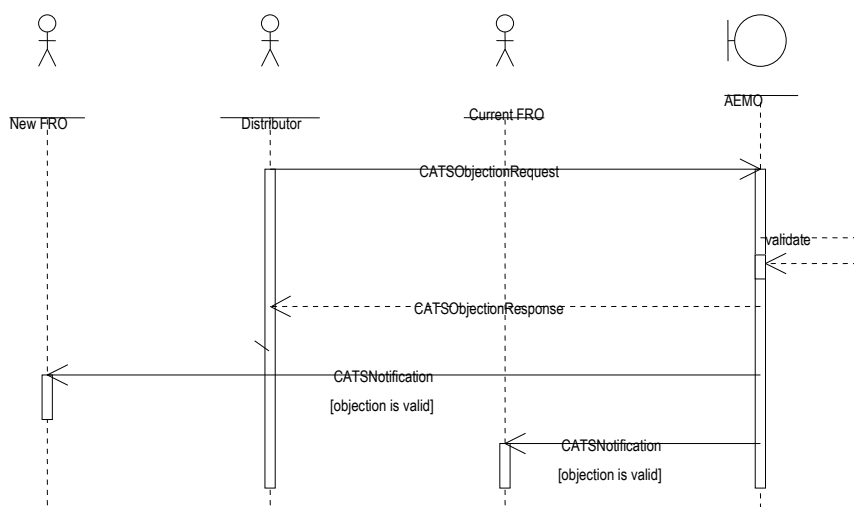 New FRO
Distributor
Current FRO
AEMO
CATSObjectionRequest
validate
CATSObjectionResponse
CATSNotification
[objection is valid]
CATSNotification
[objection is valid]